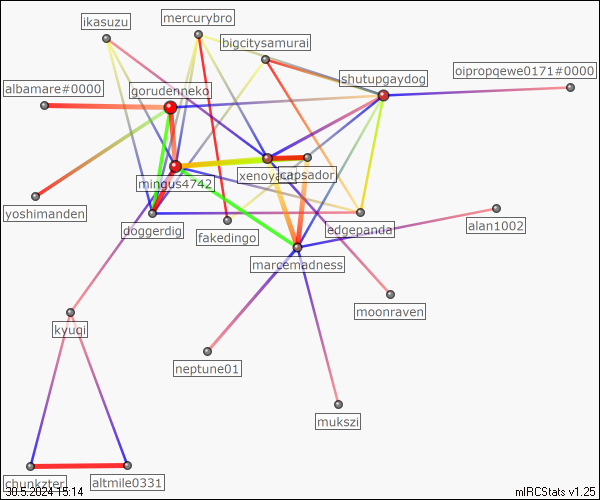 ikasuzu
mercurybro
bigcitysamurai
shutupgaydog
oipropqewe0171#0000
albamare#0000
gorudenneko
mingus4742
capsador
yoshimanden
doggerdig
fakedingo
edgepanda
alan1002
marcemadness
moonraven
kyuqi
neptune01
mukszi
chunkzter
altmile0331
30.5.2024 15:14
mIRCStats v1.25